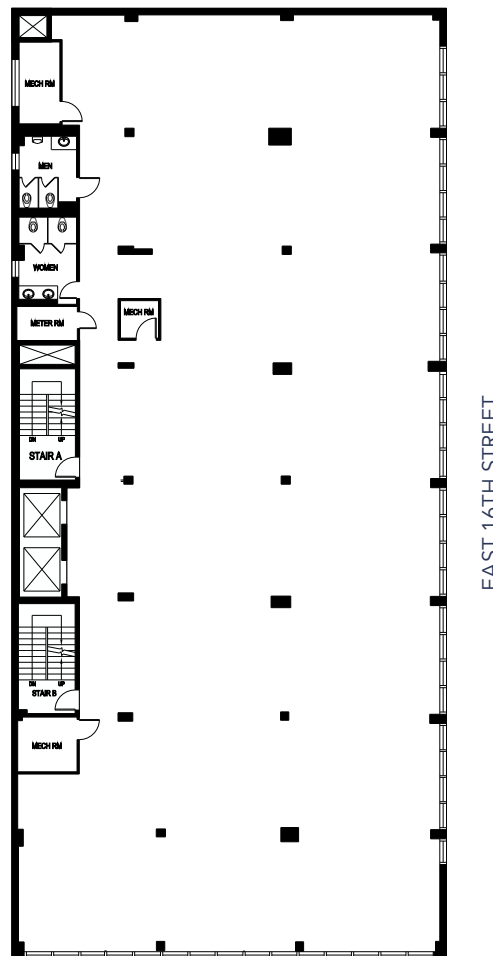 MECH RM
MEN
WOMEN
METER RM
MECH RM
STAIR A
DN UP
DN UP
STAIR B
MECH RM
EAST 16TH STREET